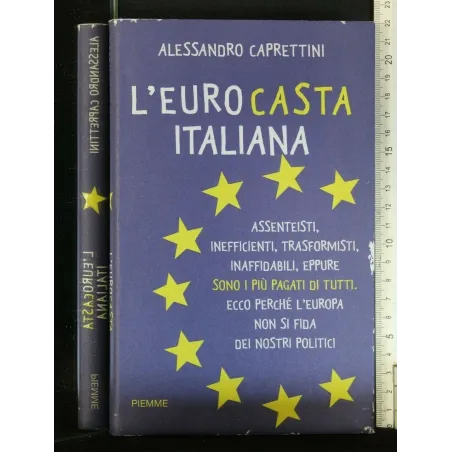 ALESSANDRO CAPRETTINI
L'EUROCASTA
ITALIANA
ASSENTEISTI,
INEFFICIENTI, TRASFORMISTI,
INAFFIDABILI, EPPURE
SONO I PIÙ PAGATI DI TUTTI.
ECCO PERCHÉ L'EUROPA
NON SI FIDA
DEI NOSTRI POLITICI
PIEMME
ALESSANDRO CAPRETTINI
L'EUROCASTA
ITALIANA
PIEMME